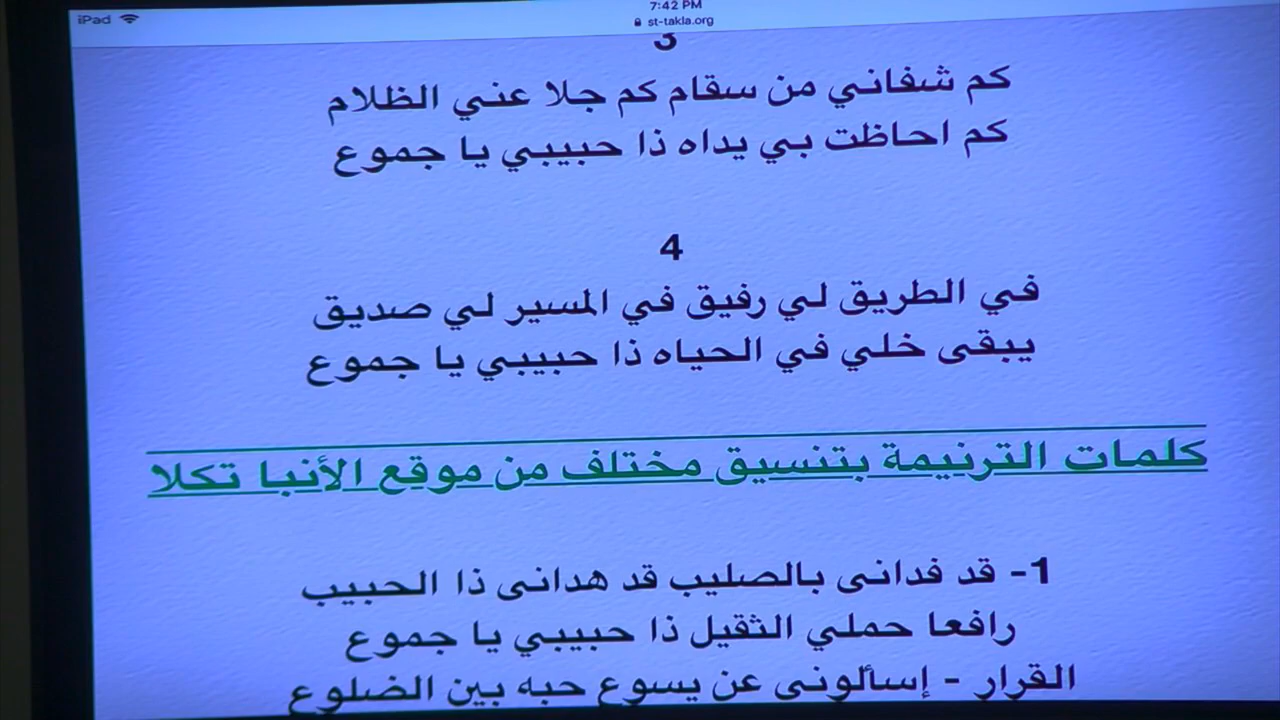 iPad
7:42 PM
st-takla.org
3
كم شفاني من سقام كم جلا عني الظلام
كم احاظت بي يداه ذا حبيبي يا جموع
4
في الطريق لي رفيق في المسير لي صديق
يبقى خلي في الحياه ذا حبيبي يا جموع
كلمات الترنيمة بتنسيق مختلف من موقع الأنبا تكلا
1- قد فدانى بالصليب قد هدانى ذا الحبيب
رافعا حملي الثقيل ذا حبيبي يا جموع
القرار - إسألونى عن يسوع حبه بين الضلوع